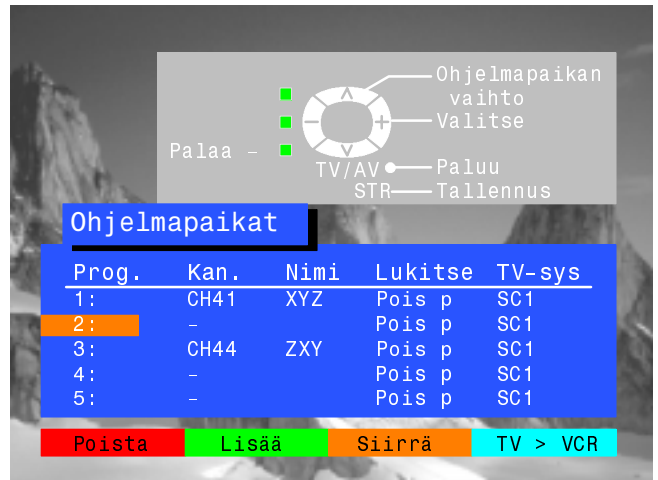 Ohjelmapaikan
vaihto
Valitse
Palaa –
TV/AV Paluu
STR Tallennus
Ohjelmapaikat
Prog. Kan. Nimi Lukitse TV-sys
1: CH41 XYZ Pois p SC1
2: – Pois p SC1
3: CH44 ZXY Pois p SC1
4: – Pois p SC1
5: – Pois p SC1
Poista Lisää Siirrä TV > VCR